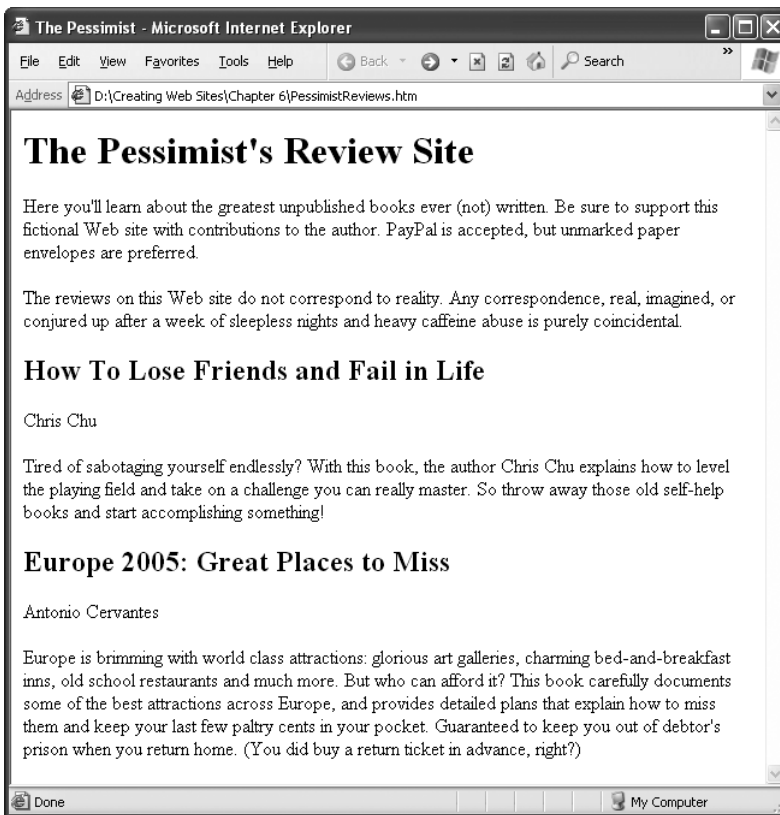 The Pessimist - Microsoft Internet Explorer
File Edit View Favorites Tools Help Back Search »
Address D:\Creating Web Sites\Chapter 6\PessimistReviews.htm
The Pessimist's Review Site
Here you'll learn about the greatest unpublished books ever (not) written. Be sure to support this
fictional Web site with contributions to the author. PayPal is accepted, but unmarked paper
envelopes are preferred.
The reviews on this Web site do not correspond to reality. Any correspondence, real, imagined, or
conjured up after a week of sleepless nights and heavy caffeine abuse is purely coincidental.
How To Lose Friends and Fail in Life
Chris Chu
Tired of sabotaging yourself endlessly? With this book, the author Chris Chu explains how to level
the playing field and take on a challenge you can really master. So throw away those old self-help
books and start accomplishing something!
Europe 2005: Great Places to Miss
Antonio Cervantes
Europe is brimming with world class attractions: glorious art galleries, charming bed-and-breakfast
inns, old school restaurants and much more. But who can afford it? This book carefully documents
some of the best attractions across Europe, and provides detailed plans that explain how to miss
them and keep your last few paltry cents in your pocket. Guaranteed to keep you out of debtor's
prison when you return home. (You did buy a return ticket in advance, right?)
Done My Computer